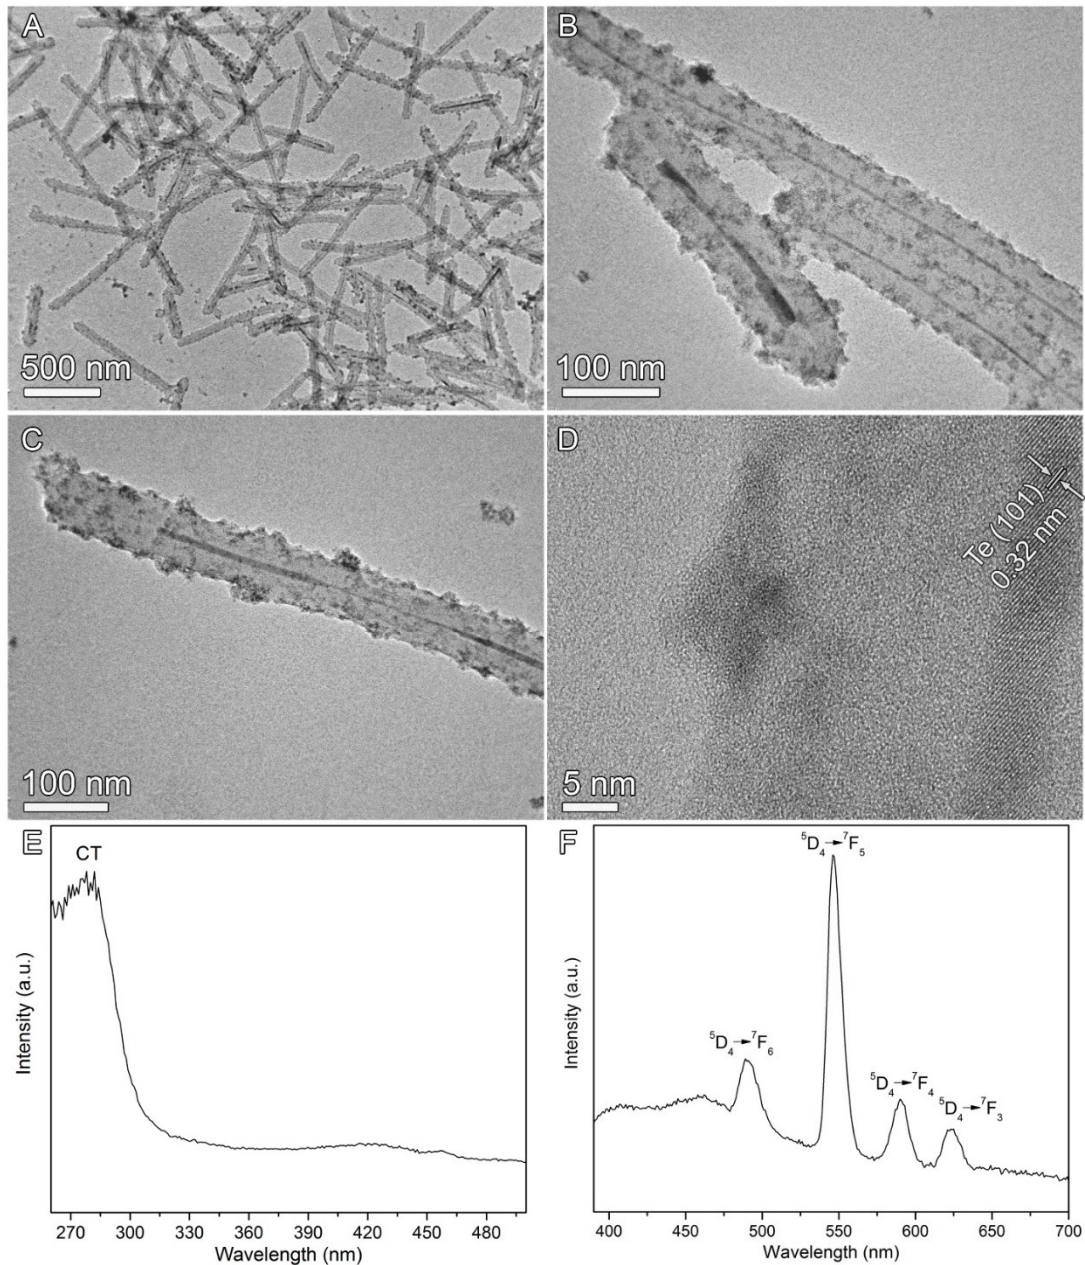 A
500 nm
B
100 nm
C
100 nm
D
Te (101)
0.32 nm
5 nm
E
CT
Intensity (a.u.)
270 300 330 360 390 420 450 480
Wavelength (nm)
F
⁵D₄→⁷F₅
⁵D₄→⁷F₆
⁵D₄→⁷F₄
⁵D₄→⁷F₃
Intensity (a.u.)
400 450 500 550 600 650 700
Wavelength (nm)